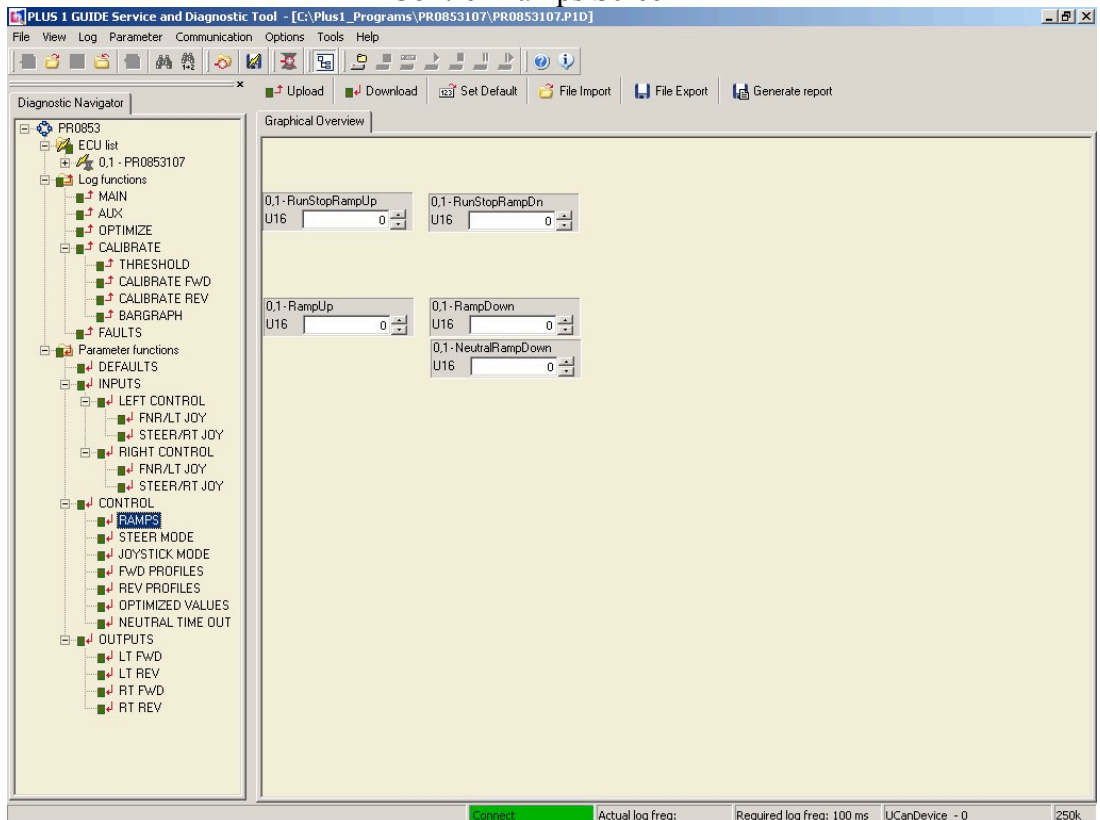 PLUS 1 GUIDE Service and Diagnostic Tool - [C:\Plus1_Programs\PR0853107\PR0853107.P1D]
File View Log Parameter Communication Options Tools Help
Upload Download Set Default File Import File Export Generate report
Diagnostic Navigator
Graphical Overview
PR0853
ECU list
0,1 - PR0853107
Log functions
MAIN
AUX
OPTIMIZE
CALIBRATE
THRESHOLD
CALIBRATE FWD
CALIBRATE REV
BARGRAPH
FAULTS
Parameter functions
DEFAULTS
INPUTS
LEFT CONTROL
FNR/LT JOY
STEER/RT JOY
RIGHT CONTROL
FNR/LT JOY
STEER/RT JOY
CONTROL
RAMPS
STEER MODE
JOYSTICK MODE
FWD PROFILES
REV PROFILES
OPTIMIZED VALUES
NEUTRAL TIME OUT
OUTPUTS
LT FWD
LT REV
RT FWD
RT REV
0,1-RunStopRampUp
U16 0
0,1-RunStopRampDn
U16 0
0,1-RampUp
U16 0
0,1-RampDown
U16 0
0,1-NeutralRampDown
U16 0
Connect Actual log freq: Required log freq: 100 ms UCanDevice - 0 250k